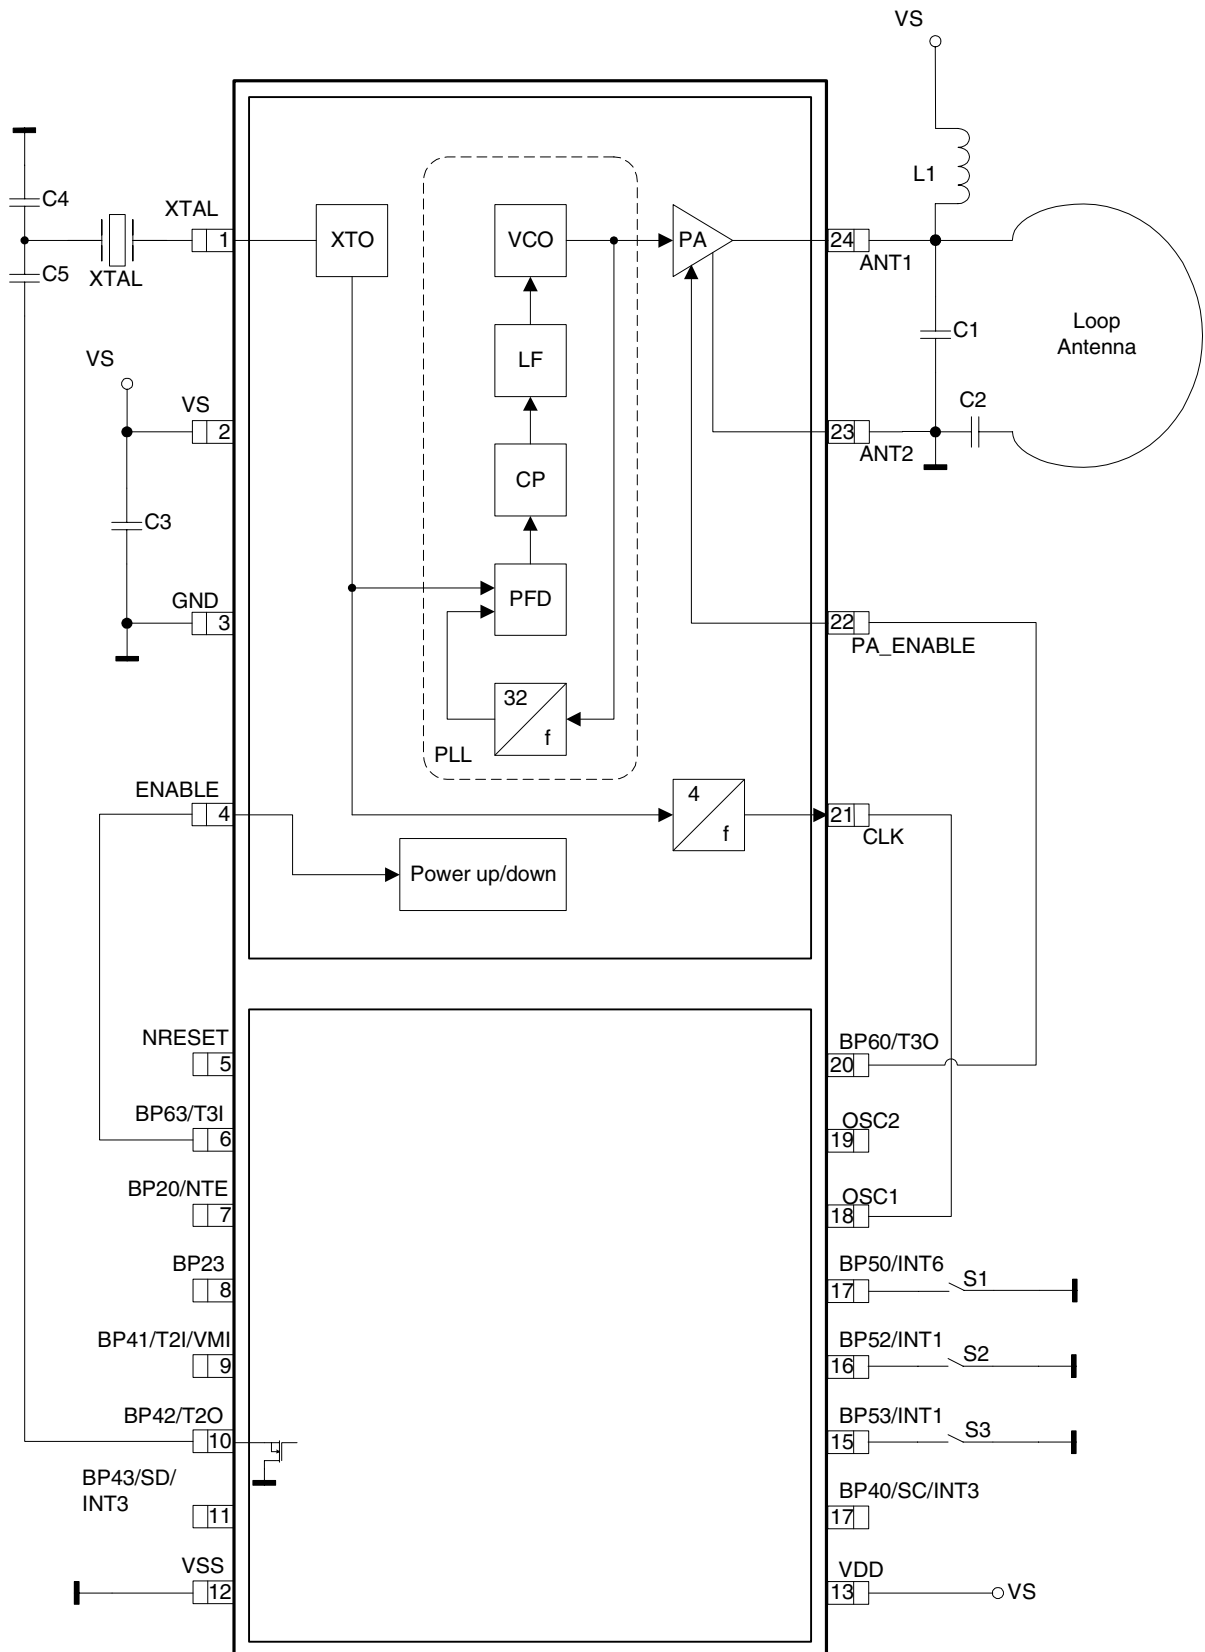 VS
L1
C4
XTAL
1
XTO
VCO
PA
24
ANT1
C5
XTAL
C1
Loop
Antenna
LF
VS
VS
2
C2
23
ANT2
CP
C3
GND
3
PFD
22
PA_ENABLE
32
f
PLL
ENABLE
4
4
f
21
CLK
Power up/down
NRESET
5
BP60/T3O
20
BP63/T3I
6
OSC2
19
BP20/NTE
7
OSC1
18
BP23
8
BP50/INT6
17
S1
BP41/T2I/VMI
9
BP52/INT1
16
S2
BP42/T2O
10
BP53/INT1
15
S3
BP43/SD/
INT3
11
BP40/SC/INT3
17
VSS
12
VDD
13
VS